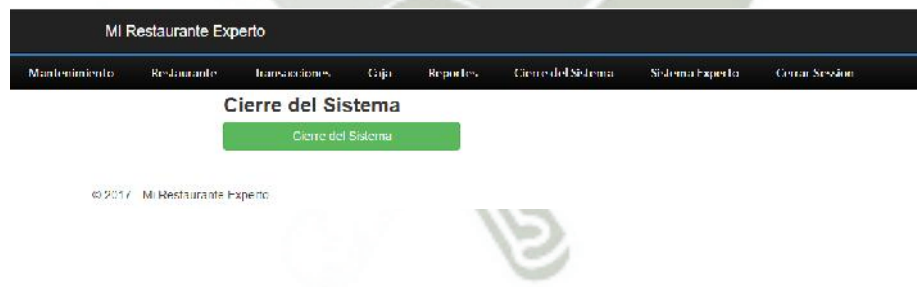 MI Restaurante Experto
Mantenimiento Restaurante Transacciones Caja Reportes Cierre del Sistema Sistema Experto Cerrar Session
Cierre del Sistema
Cierre del Sistema
© 2017 Mi Restaurante Experto